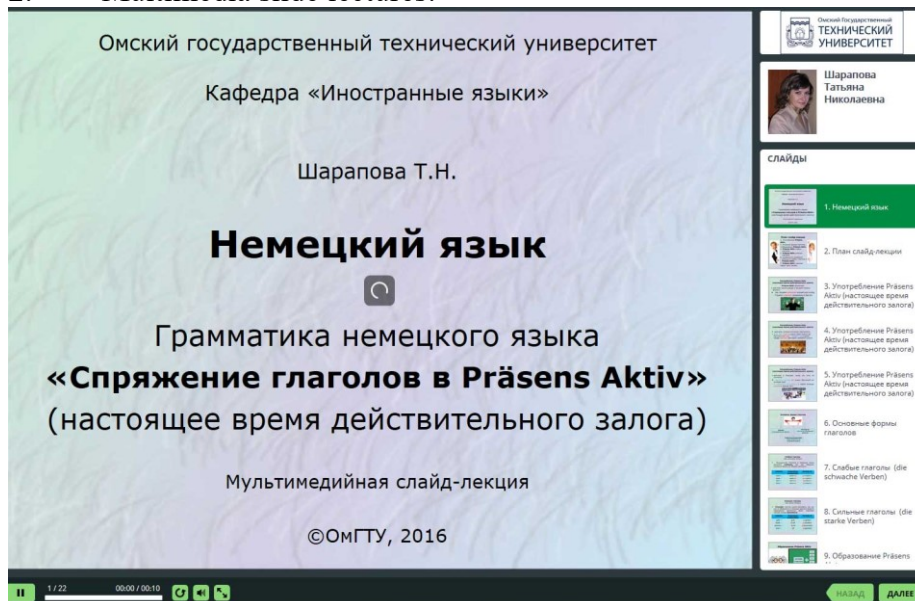 Омский государственный технический университет
Кафедра «Иностранные языки»
Шарапова Т.Н.
Немецкий язык
Грамматика немецкого языка
«Спряжение глаголов в Präsens Aktiv»
(настоящее время действительного залога)
Мультимедийная слайд-лекция
©ОмГТУ, 2016
Омский Государственный
ТЕХНИЧЕСКИЙ
УНИВЕРСИТЕТ
Шарапова
Татьяна
Николаевна
СЛАЙДЫ
1. Немецкий язык
2. План слайд-лекции
3. Употребление Präsens
Aktiv (настоящее время
действительного залога)
4. Употребление Präsens
Aktiv (настоящее время
действительного залога)
5. Употребление Präsens
Aktiv (настоящее время
действительного залога)
6. Основные формы
глаголов
7. Слабые глаголы (die
schwache Verben)
8. Сильные глаголы (die
starke Verben)
9. Образование Präsens
1 / 22
00:00 / 00:10
НАЗАД
ДАЛЕЕ